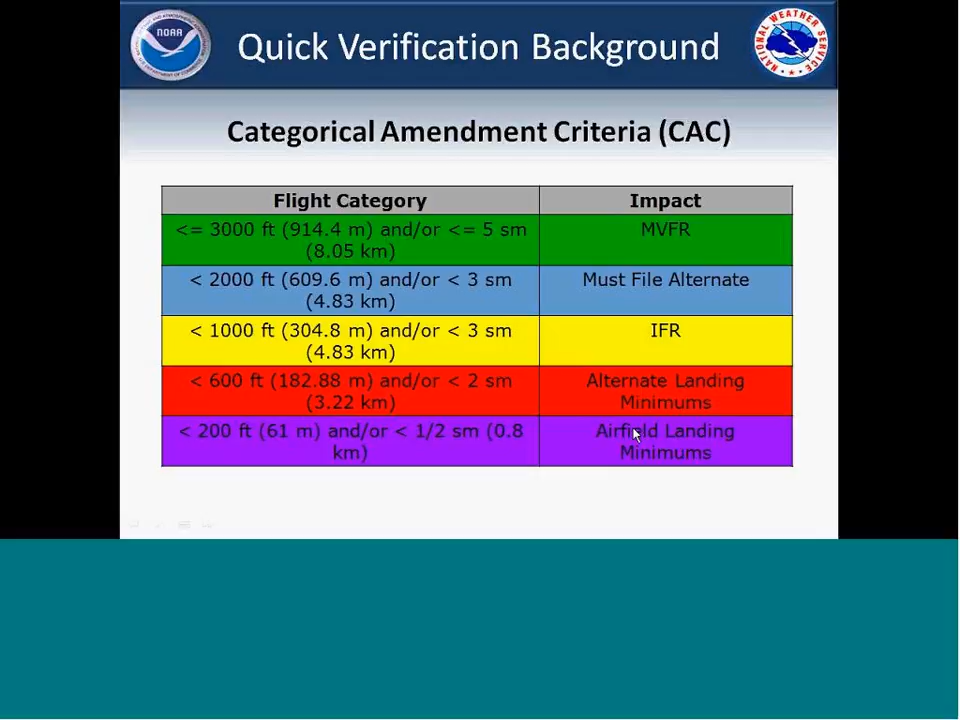 NOAA
NATIONAL WEATHER SERVICE
Quick Verification Background
Categorical Amendment Criteria (CAC)
Flight Category
Impact
<= 3000 ft (914.4 m) and/or <= 5 sm
(8.05 km)
MVFR
< 2000 ft (609.6 m) and/or < 3 sm
(4.83 km)
Must File Alternate
< 1000 ft (304.8 m) and/or < 3 sm
(4.83 km)
IFR
< 600 ft (182.88 m) and/or < 2 sm
(3.22 km)
Alternate Landing
Minimums
< 200 ft (61 m) and/or < 1/2 sm (0.8
km)
Airfield Landing
Minimums